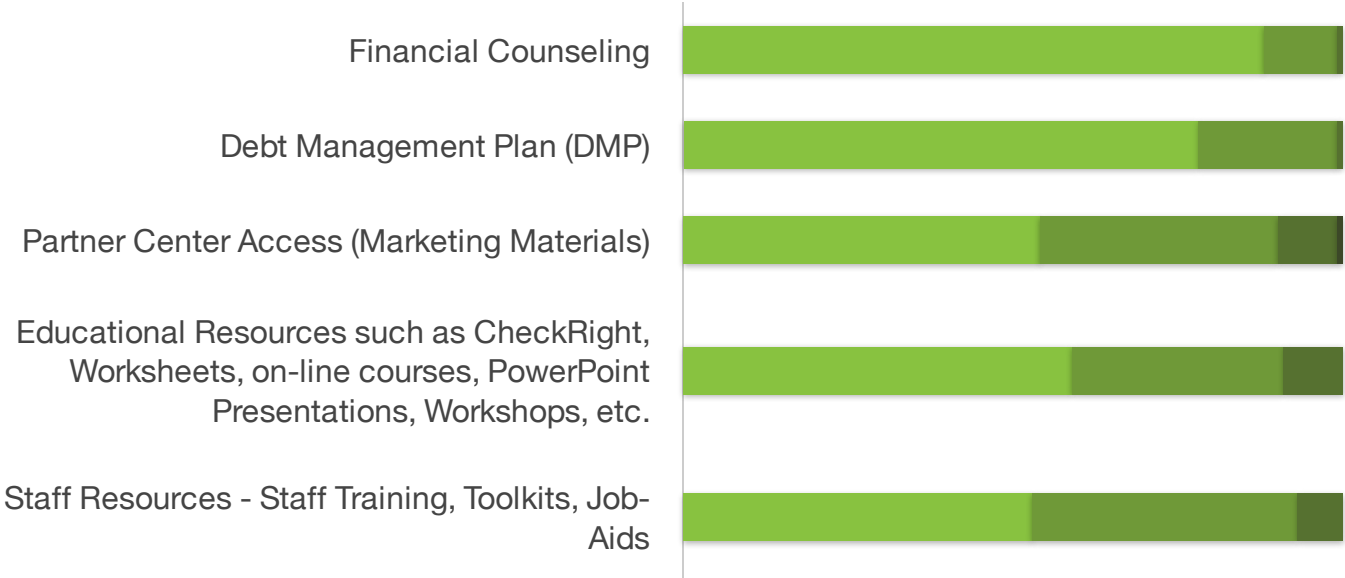 Financial Counseling
Debt Management Plan (DMP)
Partner Center Access (Marketing Materials)
Educational Resources such as CheckRight,
Worksheets, on-line courses, PowerPoint
Presentations, Workshops, etc.
Staff Resources - Staff Training, Toolkits, Job-
Aids